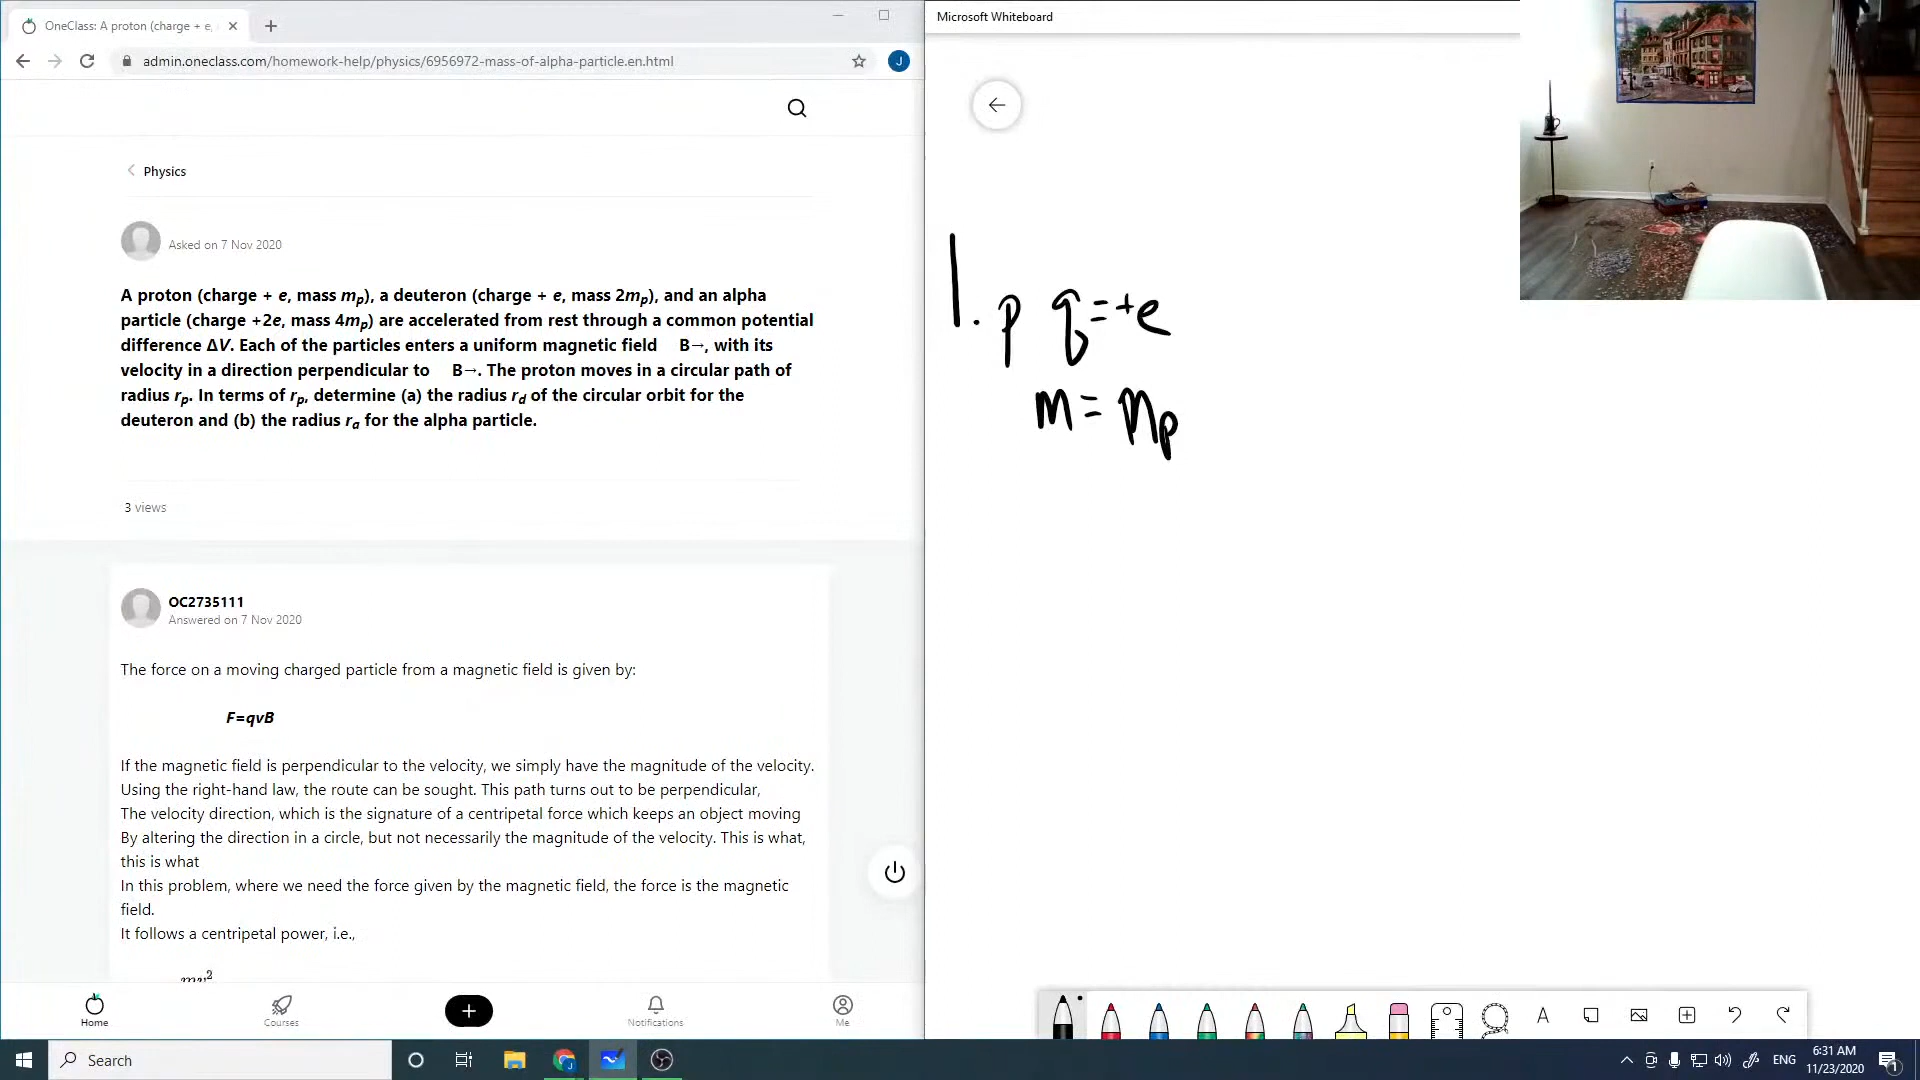 OneClass: A proton (charge + e,
Microsoft Whiteboard
admin.oneclass.com/homework-help/physics/6956972-mass-of-alpha-particle.en.html
J
Physics
Asked on 7 Nov 2020
A proton (charge + e, mass mp), a deuteron (charge + e, mass 2mp), and an alpha
particle (charge +2e, mass 4mp) are accelerated from rest through a common potential
difference ΔV. Each of the particles enters a uniform magnetic field B→, with its
velocity in a direction perpendicular to B→. The proton moves in a circular path of
radius rp. In terms of rp, determine (a) the radius rd of the circular orbit for the
deuteron and (b) the radius ra for the alpha particle.
3 views
OC2735111
Answered on 7 Nov 2020
The force on a moving charged particle from a magnetic field is given by:
F=qvB
If the magnetic field is perpendicular to the velocity, we simply have the magnitude of the velocity.
Using the right-hand law, the route can be sought. This path turns out to be perpendicular,
The velocity direction, which is the signature of a centripetal force which keeps an object moving
By altering the direction in a circle, but not necessarily the magnitude of the velocity. This is what,
this is what
In this problem, where we need the force given by the magnetic field, the force is the magnetic
field.
It follows a centripetal power, i.e.,
mv²
Home
Courses
Notifications
Me
1. p q=+e
m= mp
A
Search
ENG
6:31 AM
11/23/2020
1